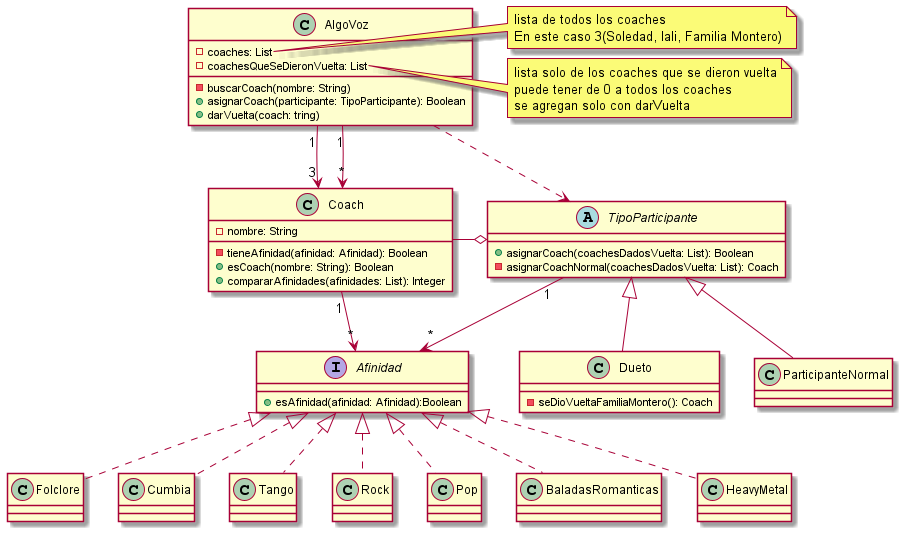 C AlgoVoz
coaches: List
coachesQueSeDieronVuelta: List
buscarCoach(nombre: String)
asignarCoach(participante: TipoParticipante): Boolean
darVuelta(coach: tring)
lista de todos los coaches
En este caso 3(Soledad, lali, Familia Montero)
lista solo de los coaches que se dieron vuelta
puede tener de 0 a todos los coaches
se agregan solo con darVuelta
1
1
3
*
C Coach
nombre: String
tieneAfinidad(afinidad: Afinidad): Boolean
esCoach(nombre: String): Boolean
compararAfinidades(afinidades: List): Integer
A TipoParticipante
asignarCoach(coachesDadosVuelta: List): Boolean
asignarCoachNormal(coachesDadosVuelta: List): Coach
1
*
1
*
I Afinidad
esAfinidad(afinidad: Afinidad):Boolean
C Dueto
seDioVueltaFamiliaMontero(): Coach
C ParticipanteNormal
C Folclore
C Cumbia
C Tango
C Rock
C Pop
C BaladasRomanticas
C HeavyMetal